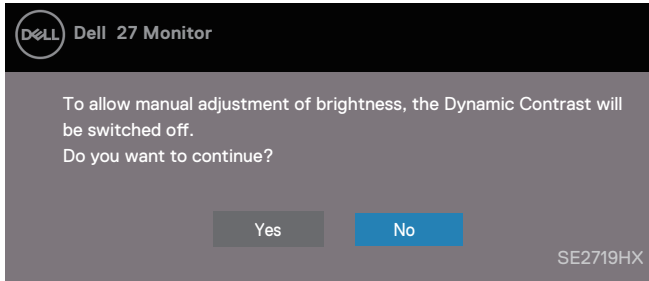 DELL Dell 27 Monitor
To allow manual adjustment of brightness, the Dynamic Contrast will
be switched off.
Do you want to continue?
Yes No
SE2719HX